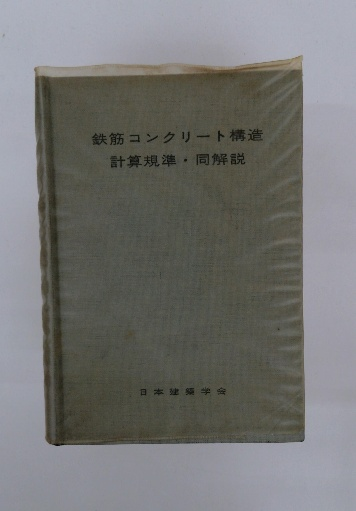 鉄筋コンクリート構造
計算規準・同解説
日本建築学会